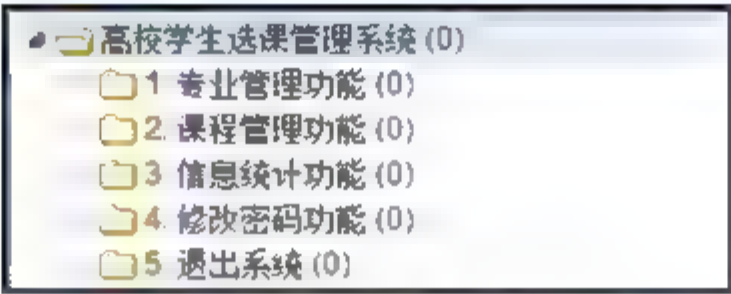 高校学生选课管理系统(0)
1 专业管理功能(0)
2. 课程管理功能(0)
3 信息统计功能(0)
4. 修改密码功能(0)
5 退出系统(0)